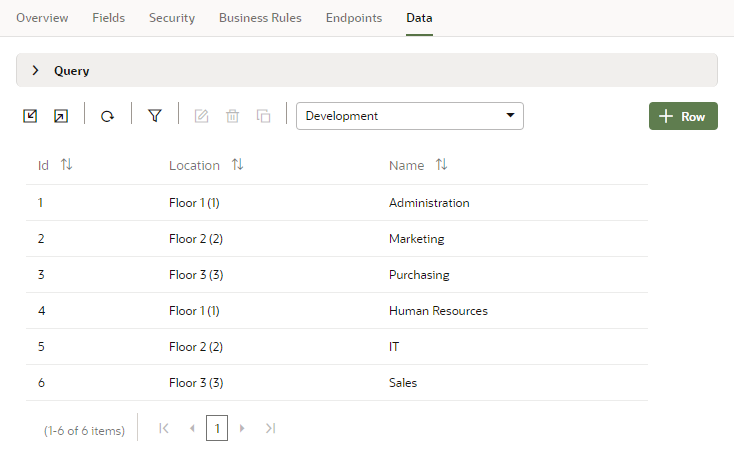 Overview Fields Security Business Rules Endpoints Data
Query
Development Row
Id Location Name
1 Floor 1 (1) Administration
2 Floor 2 (2) Marketing
3 Floor 3 (3) Purchasing
4 Floor 1 (1) Human Resources
5 Floor 2 (2) IT
6 Floor 3 (3) Sales
(1-6 of 6 items) 1